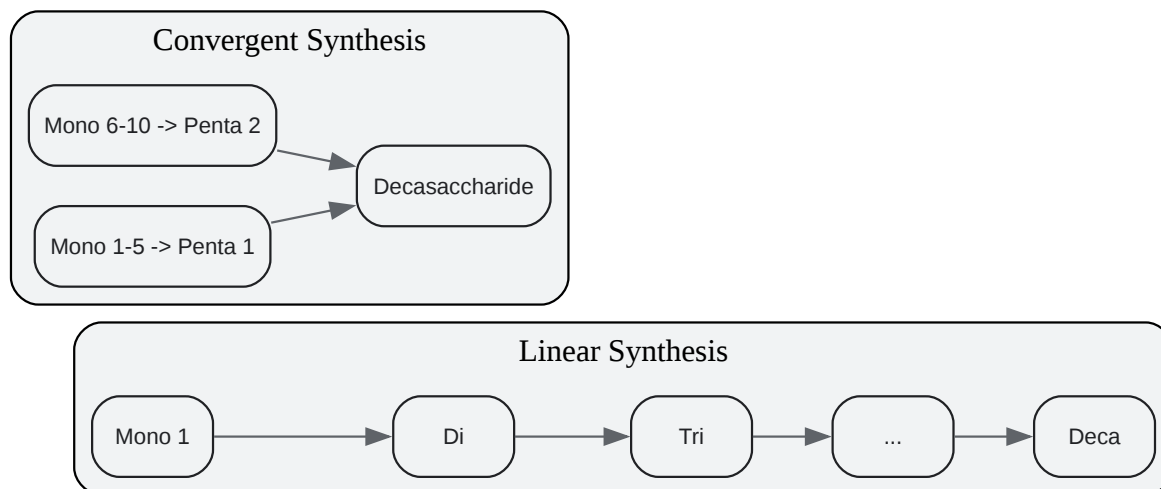 Convergent Synthesis
Mono 6-10 -> Penta 2
Decasaccharide
Mono 1-5 -> Penta 1
Linear Synthesis
Mono 1
Di
Tri
...
Deca